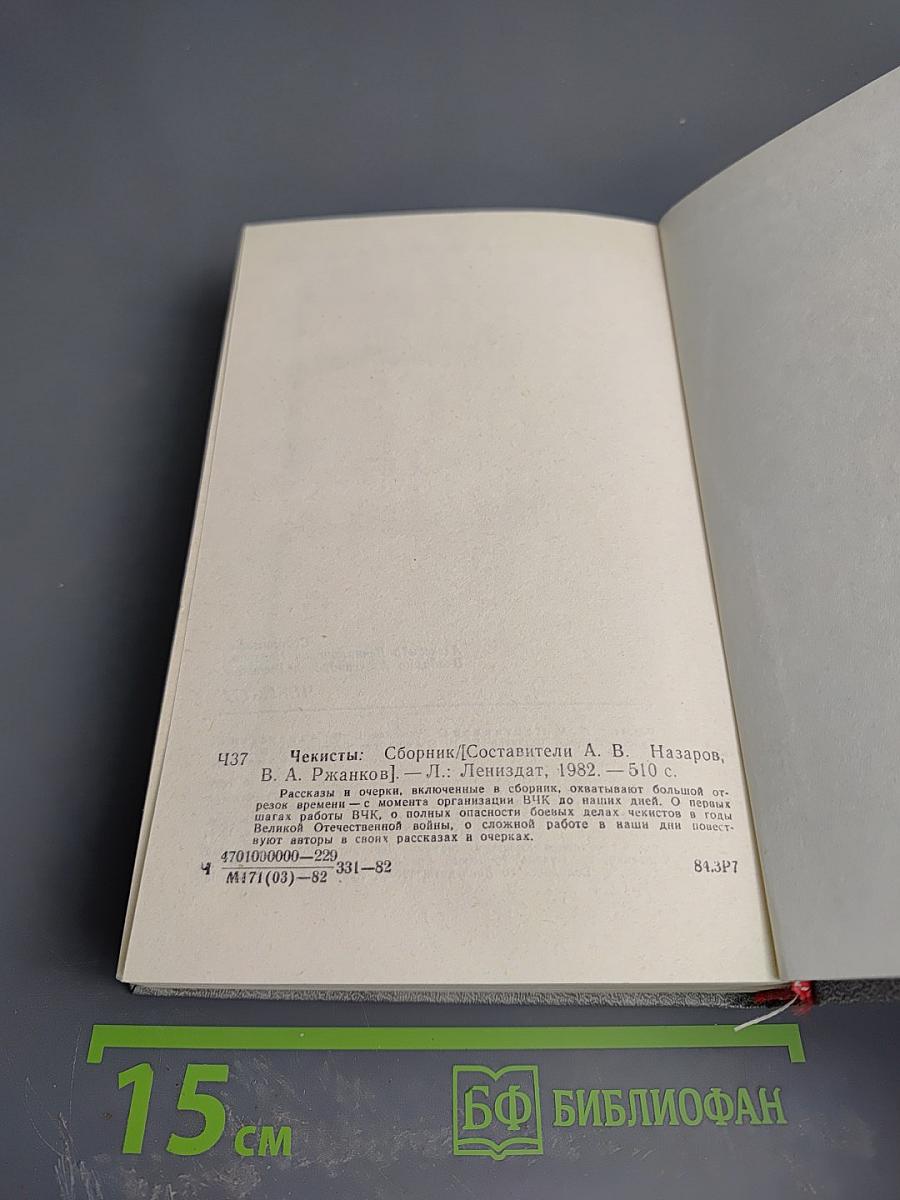 Ч37 Чекисты: Сборник/[Составители А. В. Назаров,
В. А. Ржанков]. — Л.: Лениздат, 1982. — 510 с.
Рассказы и очерки, включенные в сборник, охватывают большой от-
резок времени — с момента организации ВЧК до наших дней. О первых
шагах работы ВЧК, о полных опасности боевых делах чекистов в годы
Великой Отечественной войны, о сложной работе в наши дни повест-
вуют авторы в своих рассказах и очерках.
4701000000—229
Ч 331—82 84.3Р7
М171(03)—82
15 см
БФ БИБЛИОФАН